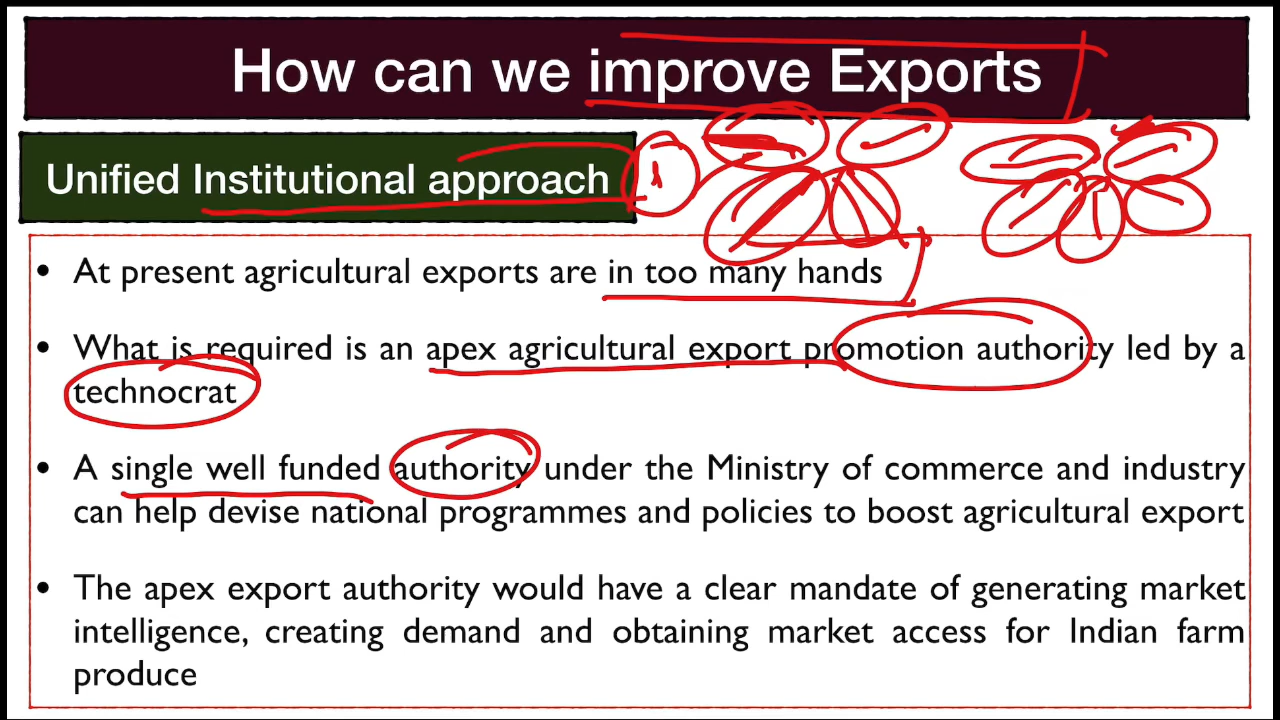 How can we improve Exports
Unified Institutional approach
1
• At present agricultural exports are in too many hands
• What is required is an apex agricultural export promotion authority led by a
technocrat
• A single well funded authority under the Ministry of commerce and industry
can help devise national programmes and policies to boost agricultural export
• The apex export authority would have a clear mandate of generating market
intelligence, creating demand and obtaining market access for Indian farm
produce